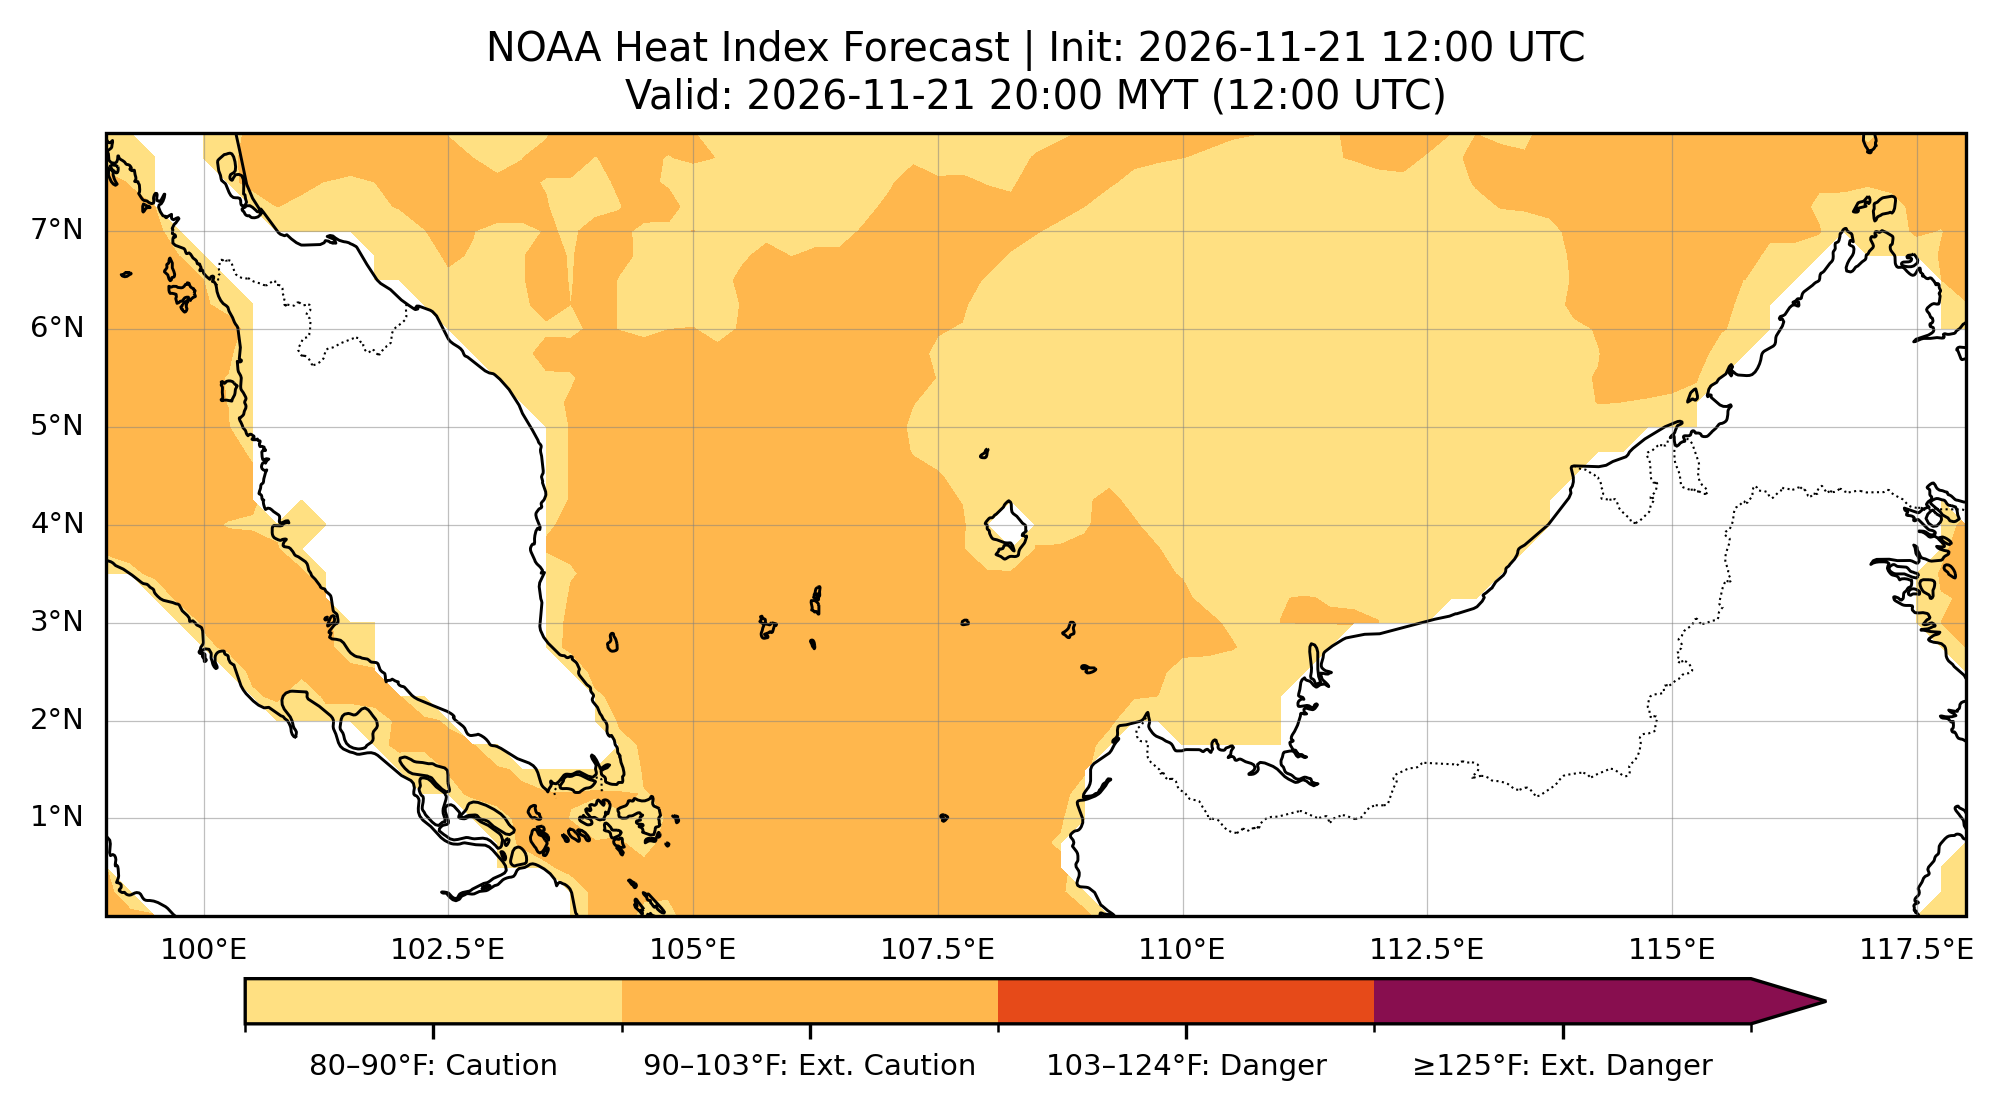 NOAA Heat Index Forecast | Init: 2026-11-21 12:00 UTC
Valid: 2026-11-21 20:00 MYT (12:00 UTC)
7°N
6°N
5°N
4°N
3°N
2°N
1°N
100°E 102.5°E 105°E 107.5°E 110°E 112.5°E 115°E 117.5°E
80–90°F: Caution 90–103°F: Ext. Caution 103–124°F: Danger ≥125°F: Ext. Danger